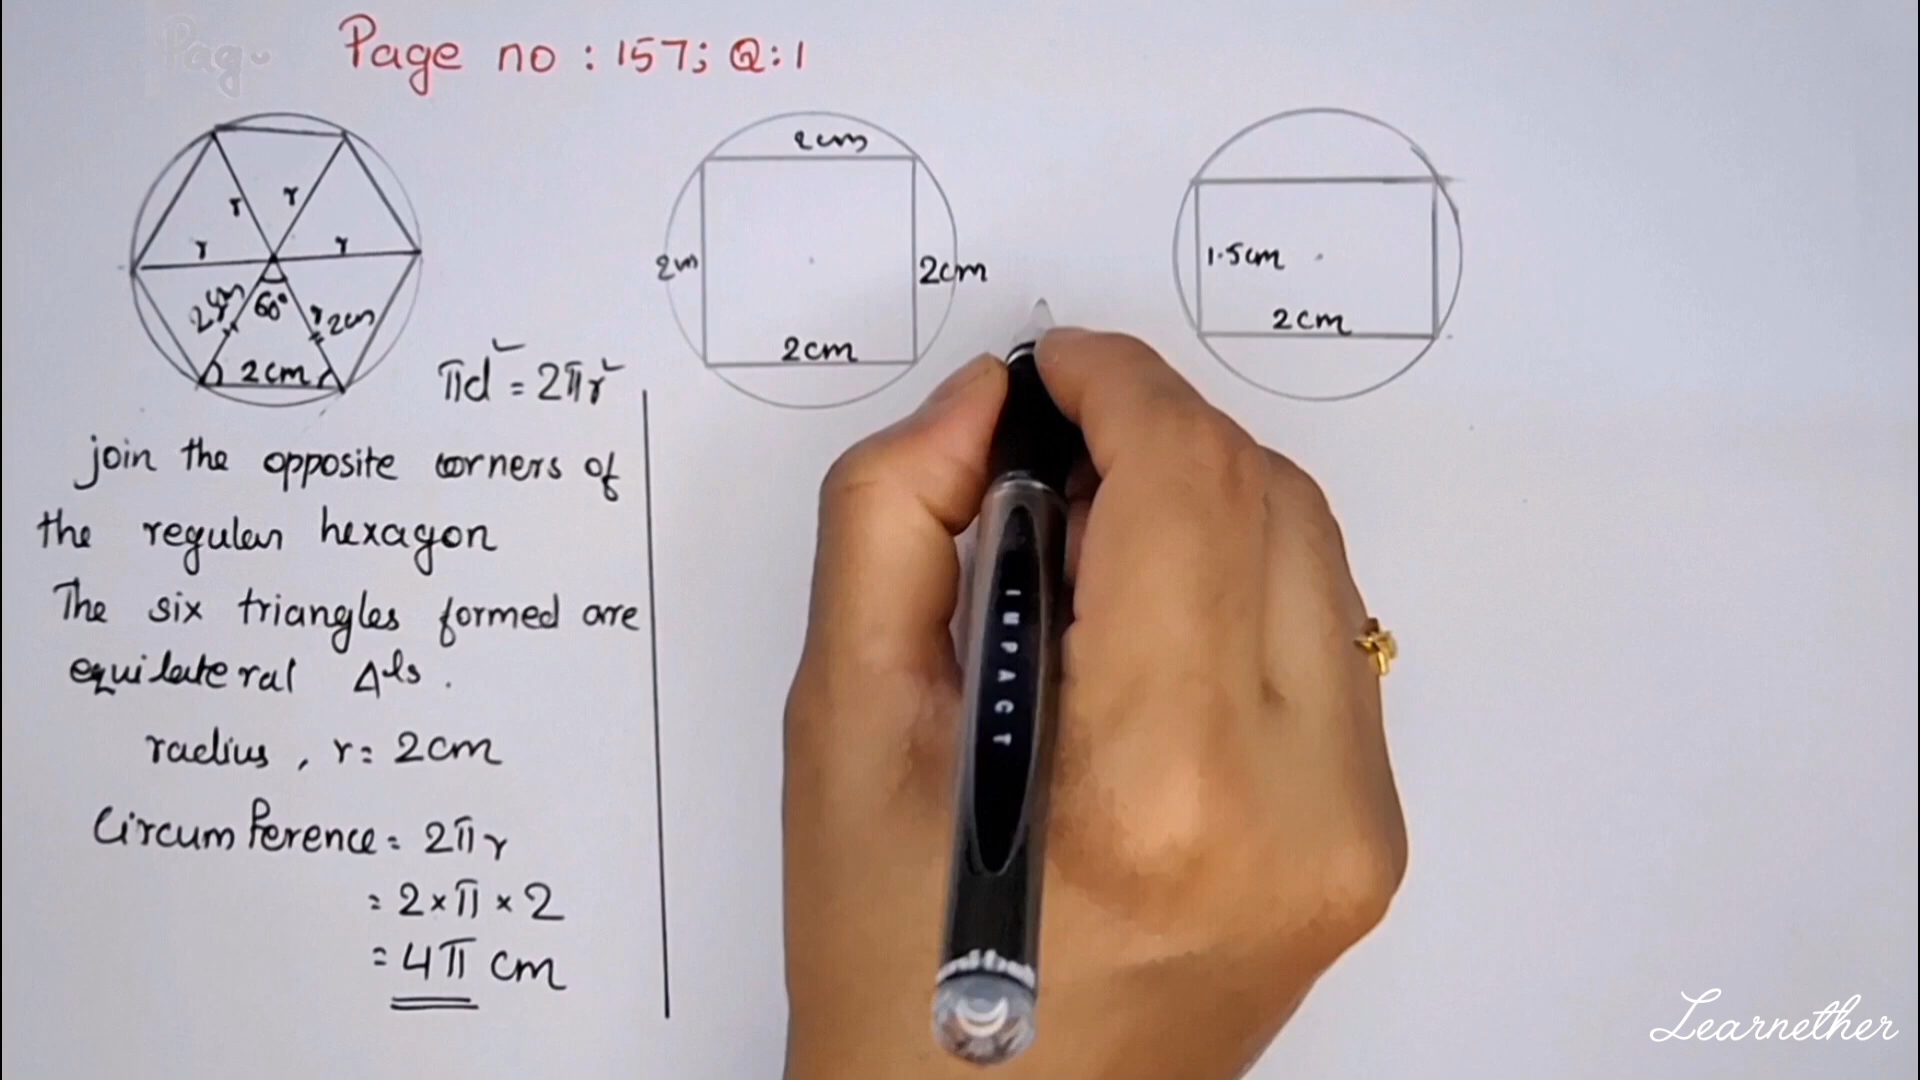 Page no : 157; Q:1
r
r
r
r
2cm
60°
r
2cm
2cm
πd = 2πr
2cm
2m
2cm
2cm
1.5cm
2cm
join the opposite corners of
the regular hexagon
The six triangles formed are
equilateral Δls.
radius, r = 2cm
Circumference = 2πr
= 2×π×2
= 4π cm
IMPACT
Learnether